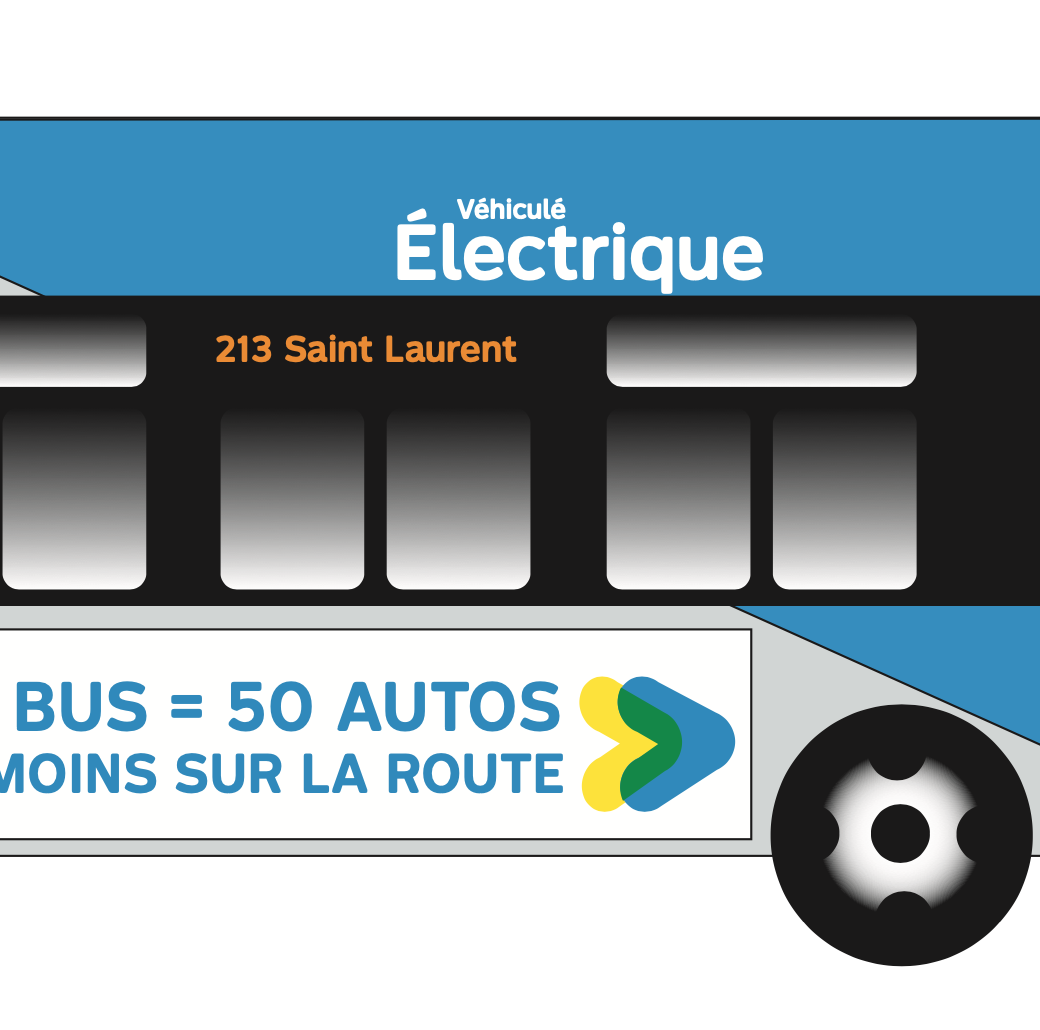 Véhiculé
Électrique
213 Saint Laurent
BUS = 50 AUTOS
MOINS SUR LA ROUTE